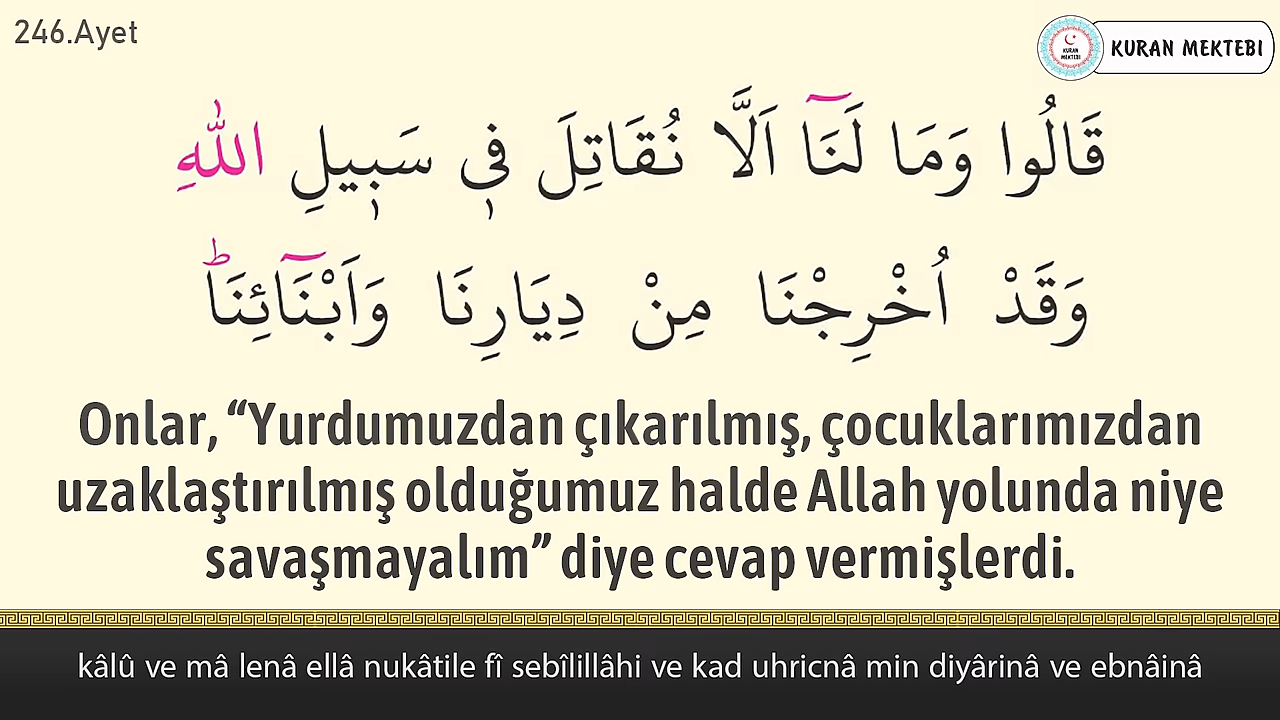 246.Ayet
KURAN MEKTEBI
KURAN
MEKTEBİ
قَالُوا وَمَا لَنَٓا اَلَّا نُقَاتِلَ ف۪ي سَب۪يلِ اللّٰهِ
وَقَدْ اُخْرِجْنَا مِنْ دِيَارِنَا وَاَبْنَٓائِنَاۜ
Onlar, “Yurdumuzdan çıkarılmış, çocuklarımızdan
uzaklaştırılmış olduğumuz halde Allah yolunda niye
savaşmayalım” diye cevap vermişlerdi.
kâlû ve mâ lenâ ellâ nukâtile fî sebîlillâhi ve kad uhricnâ min diyârinâ ve ebnâinâ